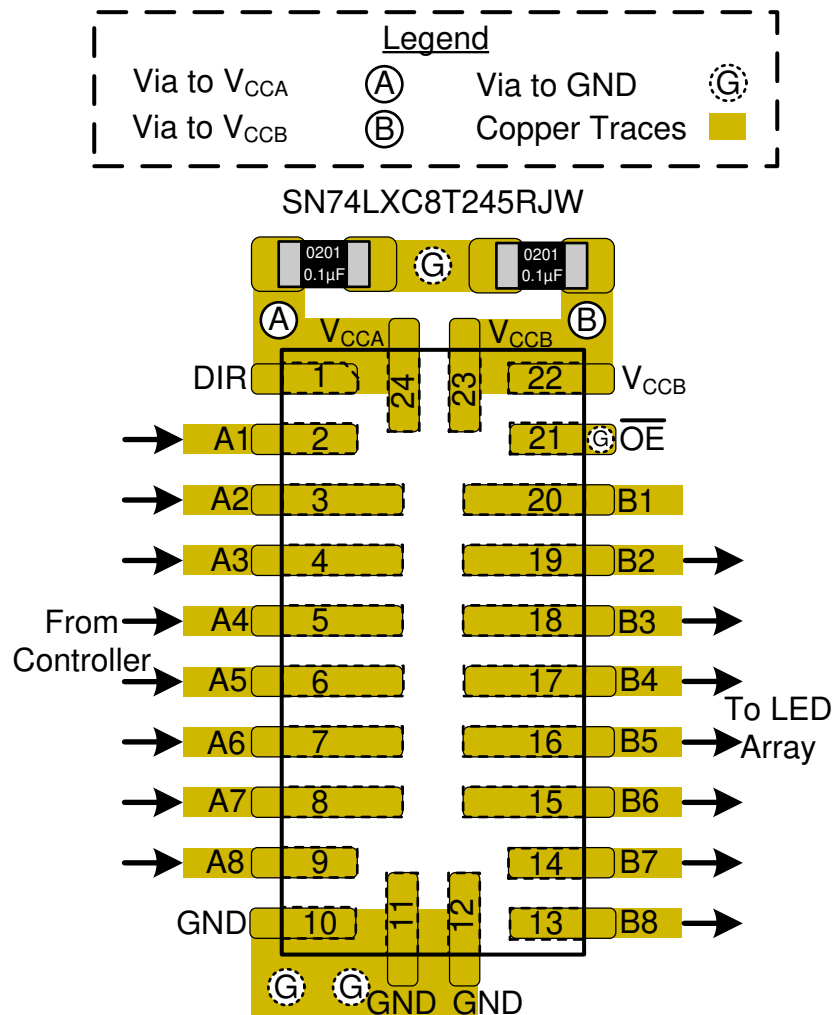 Legend
Via to VCCA A Via to GND G
Via to VCCB B Copper Traces
SN74LXC8T245RJW
0201 0201
0.1µF G 0.1µF
A B
VCCA VCCB
DIR 1 24 23 22 VCCB
A1 2 21 G OE
A2 3 20 B1
A3 4 19 B2
A4 5 18 B3
From
Controller
A5 6 17 B4
To LED
Array
A6 7 16 B5
A7 8 15 B6
A8 9 14 B7
GND 10 11 12 13 B8
G G
GND GND